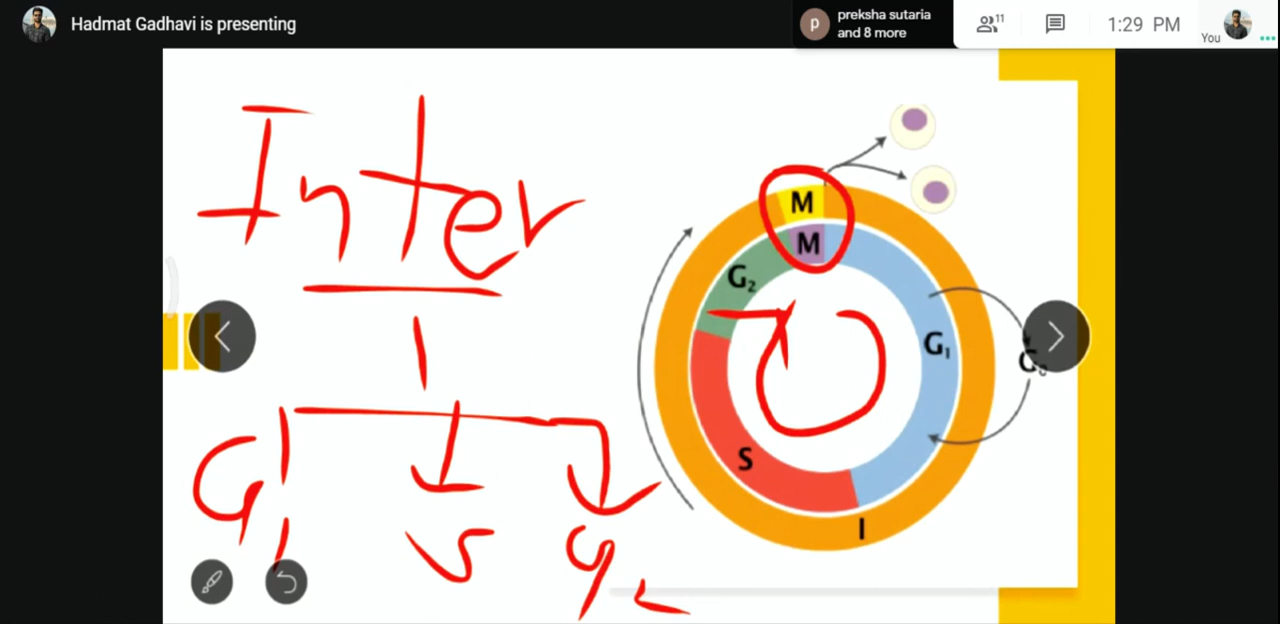 Hadmat Gadhavi is presenting
p
preksha sutaria
and 8 more
11
1:29 PM
You
Inter
G1 S G2
M
M
G2
G1
G0
S
I